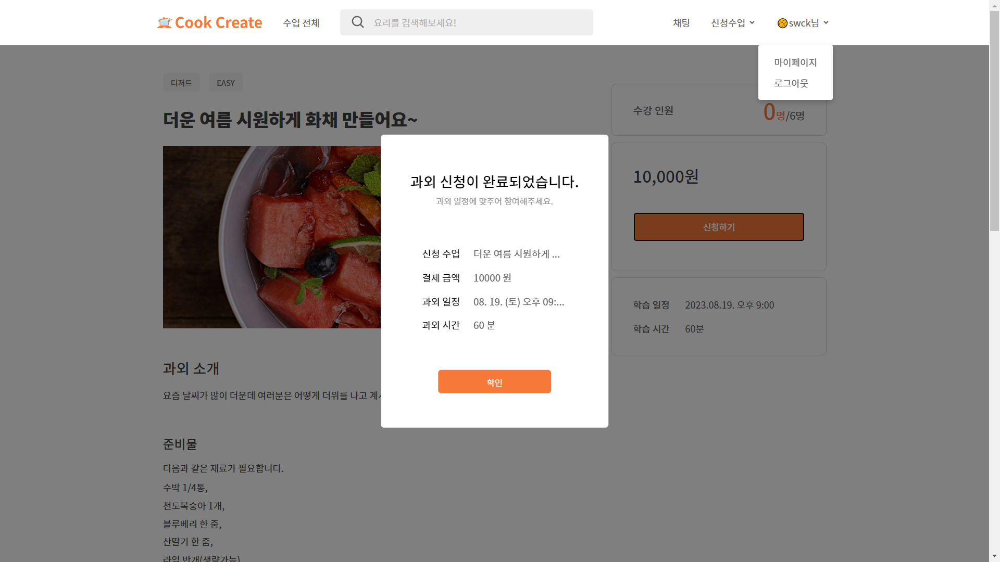 Cook Create
수업 전체
요리를 검색해보세요!
채팅
신청수업
swck님
마이페이지
로그아웃
디저트
EASY
더운 여름 시원하게 화채 만들어요~
수강 인원
0명/6명
10,000원
신청하기
학습 일정 2023.08.19. 오후 9:00
학습 시간 60분
과외 신청이 완료되었습니다.
과외 일정에 맞추어 참여해주세요.
신청 수업 더운 여름 시원하게 ...
결제 금액 10000 원
과외 일정 08. 19. (토) 오후 09:...
과외 시간 60 분
확인
과외 소개
요즘 날씨가 많이 더운데 여러분은 어떻게 더위를 나고
준비물
다음과 같은 재료가 필요합니다.
수박 1/4통,
천도복숭아 1개,
블루베리 한 줌,
산딸기 한 줌,
라임 반개(생략가능)